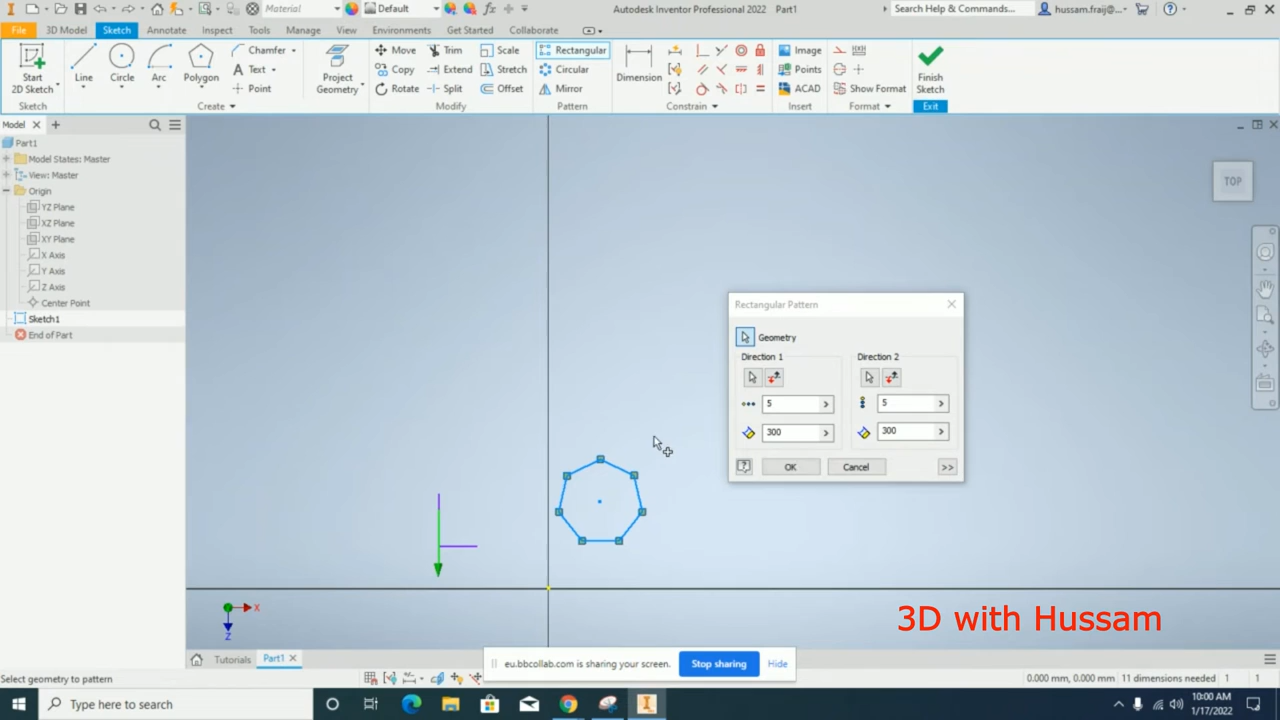 Material
Default
Autodesk Inventor Professional 2022 Part1
Search Help & Commands...
hussam.fraij@...
File 3D Model Sketch Annotate Inspect Tools Manage View Environments Get Started Collaborate
Start
2D Sketch
Line
Circle
Arc
Polygon
Chamfer
Text
Point
Project
Geometry
Move
Copy
Rotate
Trim
Extend
Split
Scale
Stretch
Offset
Rectangular
Circular
Mirror
Dimension
Image
Points
ACAD
Show Format
Finish
Sketch
Sketch Create Modify Pattern Constrain Insert Format Exit
Model
Part1
Model States: Master
View: Master
Origin
YZ Plane
XZ Plane
XY Plane
X Axis
Y Axis
Z Axis
Center Point
Sketch1
End of Part
TOP
Rectangular Pattern
Geometry
Direction 1
Direction 2
5
5
300
300
OK
Cancel
>>
X
Z
3D with Hussam
Tutorials
Part1
eu.bbcollab.com is sharing your screen.
Stop sharing
Hide
Select geometry to pattern
0.000 mm, 0.000 mm 11 dimensions needed 1 1
Type here to search
10:00 AM
1/17/2022